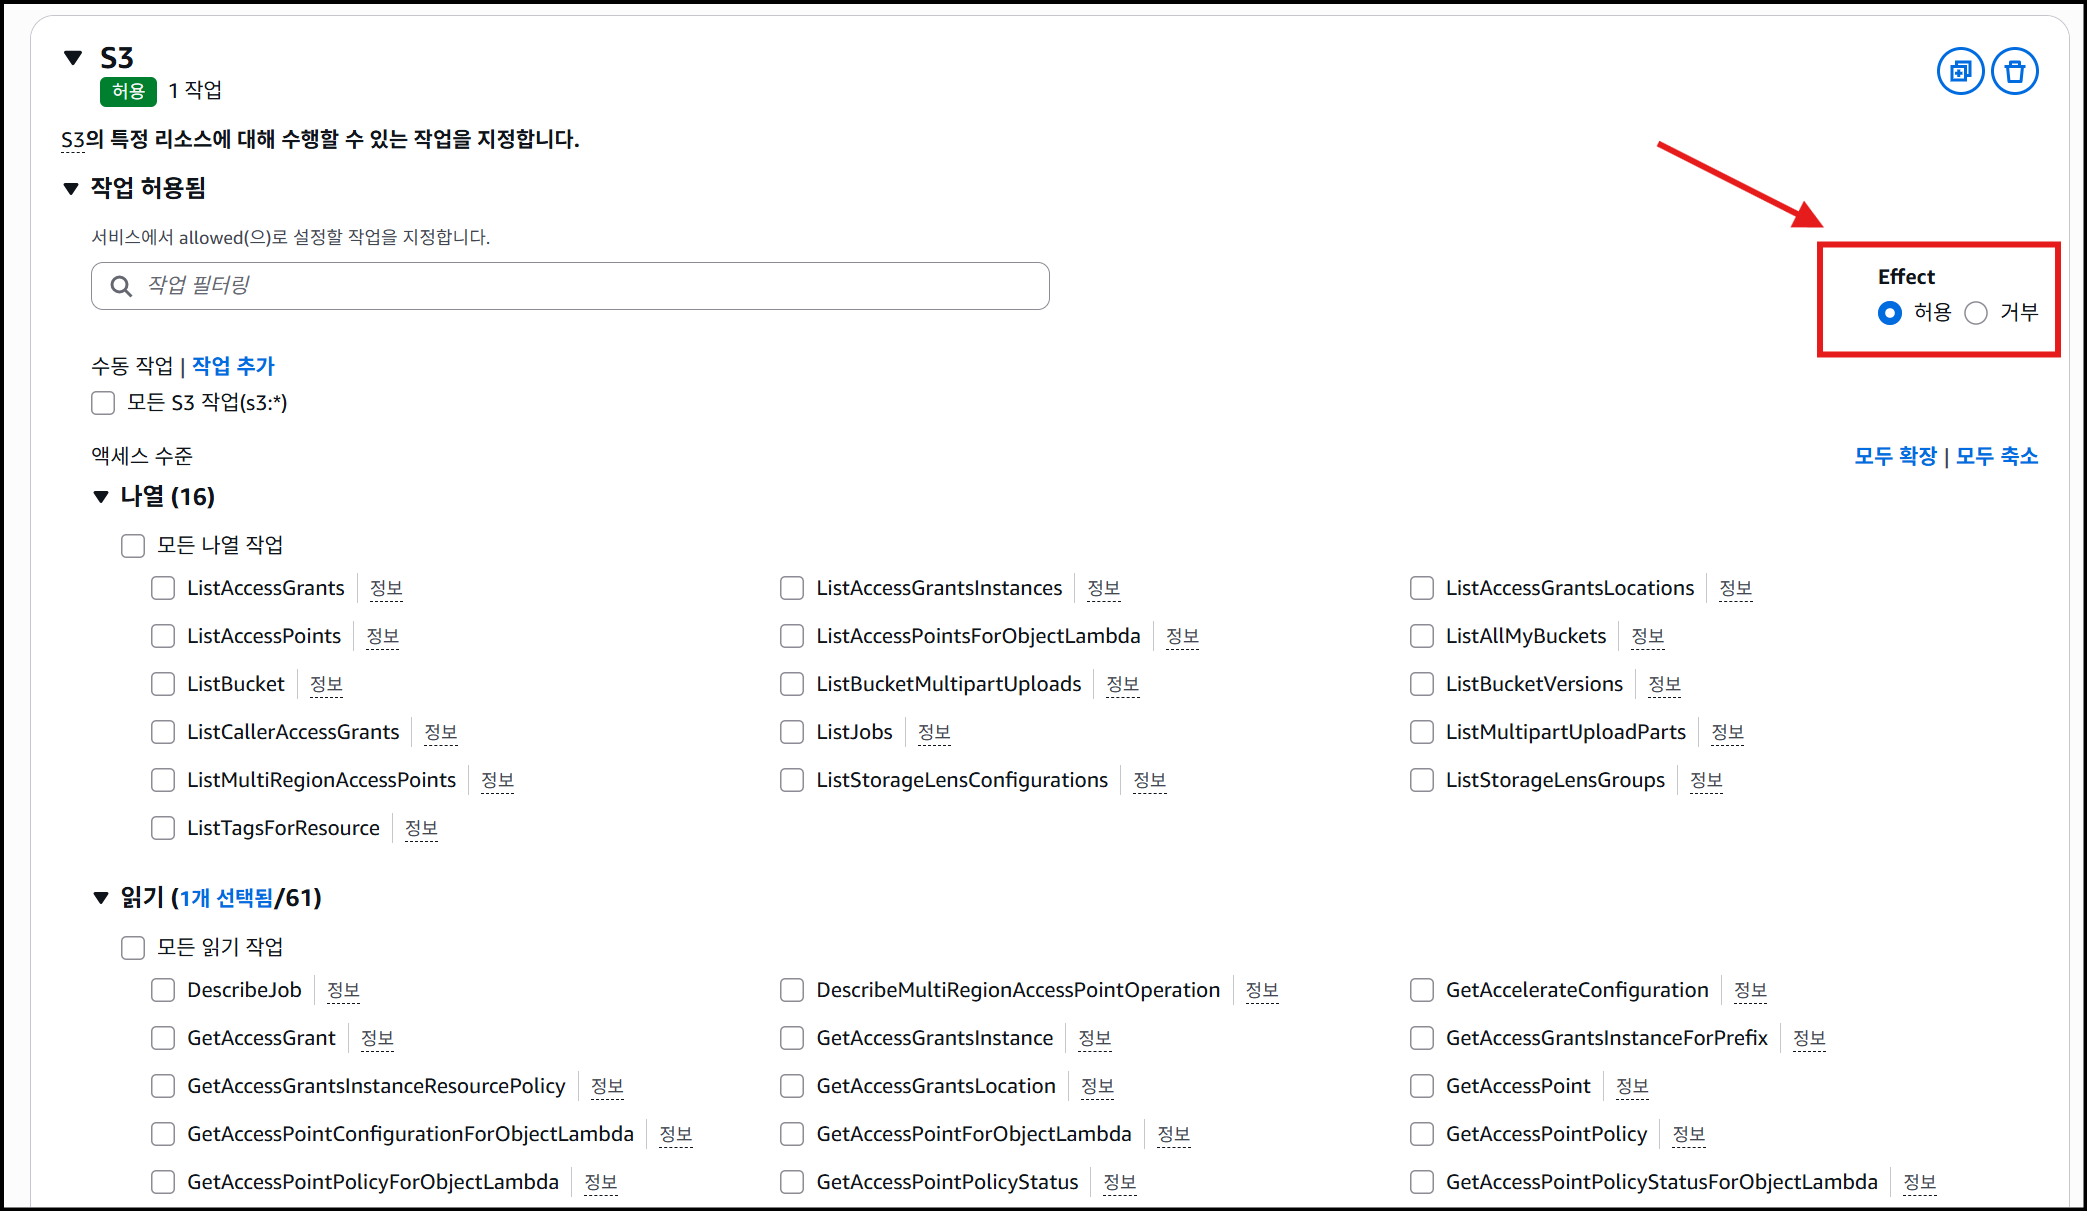 S3
허용 1 작업
S3의 특정 리소스에 대해 수행할 수 있는 작업을 지정합니다.
작업 허용됨
서비스에서 allowed(으)로 설정할 작업을 지정합니다.
작업 필터링
Effect
허용 거부
수동 작업 | 작업 추가
모든 S3 작업(s3:*)
액세스 수준
모두 확장 | 모두 축소
나열 (16)
모든 나열 작업
ListAccessGrants 정보 ListAccessGrantsInstances 정보 ListAccessGrantsLocations 정보
ListAccessPoints 정보 ListAccessPointsForObjectLambda 정보 ListAllMyBuckets 정보
ListBucket 정보 ListBucketMultipartUploads 정보 ListBucketVersions 정보
ListCallerAccessGrants 정보 ListJobs 정보 ListMultipartUploadParts 정보
ListMultiRegionAccessPoints 정보 ListStorageLensConfigurations 정보 ListStorageLensGroups 정보
ListTagsForResource 정보
읽기 (1개 선택됨/61)
모든 읽기 작업
DescribeJob 정보 DescribeMultiRegionAccessPointOperation 정보 GetAccelerateConfiguration 정보
GetAccessGrant 정보 GetAccessGrantsInstance 정보 GetAccessGrantsInstanceForPrefix 정보
GetAccessGrantsInstanceResourcePolicy 정보 GetAccessGrantsLocation 정보 GetAccessPoint 정보
GetAccessPointConfigurationForObjectLambda 정보 GetAccessPointForObjectLambda 정보 GetAccessPointPolicy 정보
GetAccessPointPolicyForObjectLambda 정보 GetAccessPointPolicyStatus 정보 GetAccessPointPolicyStatusForObjectLambda 정보